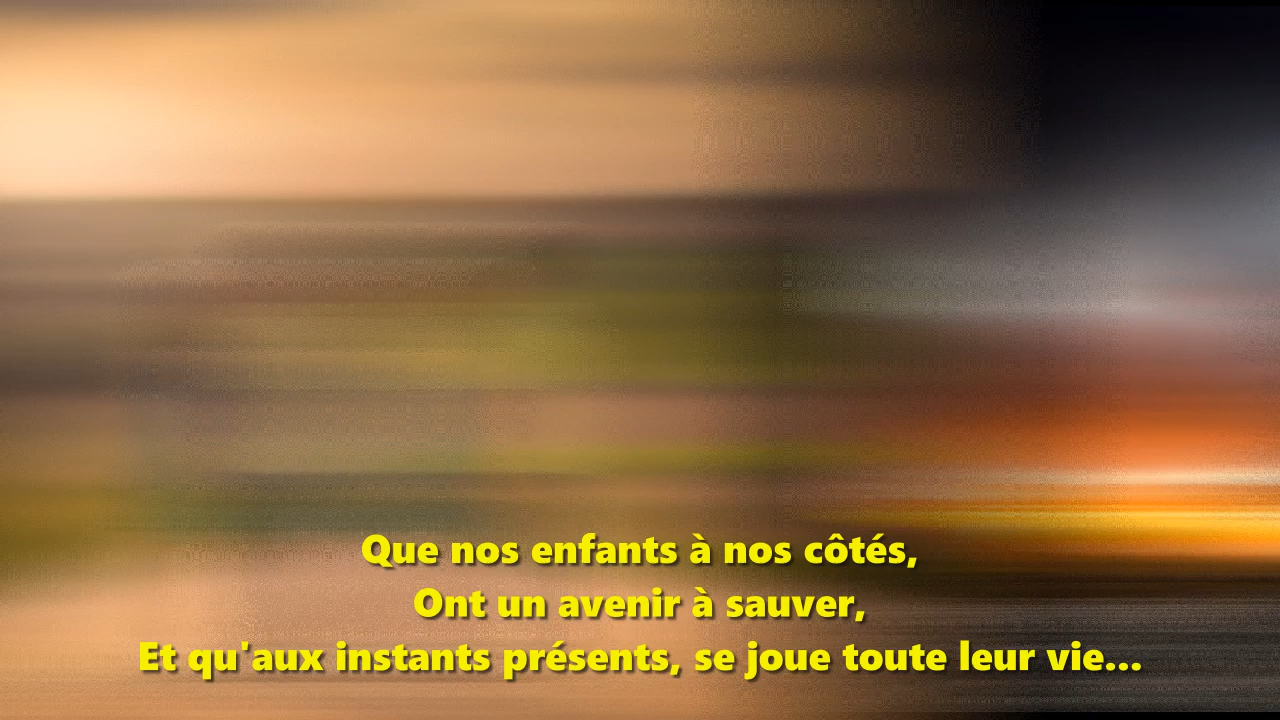 Que nos enfants à nos côtés,
Ont un avenir à sauver,
Et qu'aux instants présents, se joue toute leur vie...